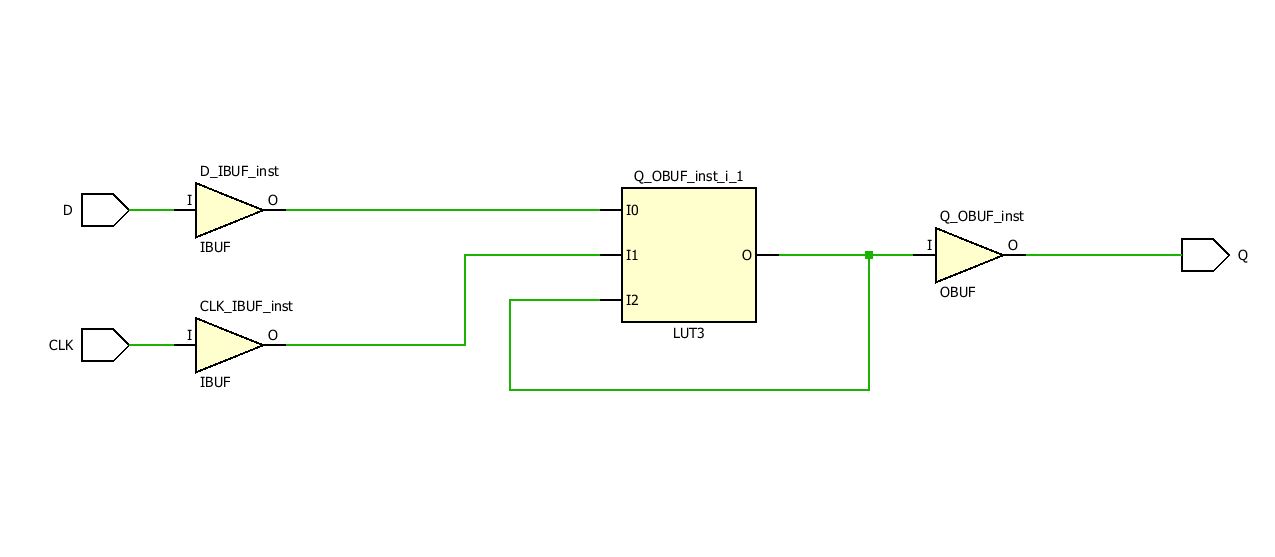 D_IBUF_inst
D
I
O
IBUF
CLK_IBUF_inst
CLK
I
O
IBUF
Q_OBUF_inst_i_1
I0
I1
I2
O
LUT3
Q_OBUF_inst
I
O
OBUF
Q